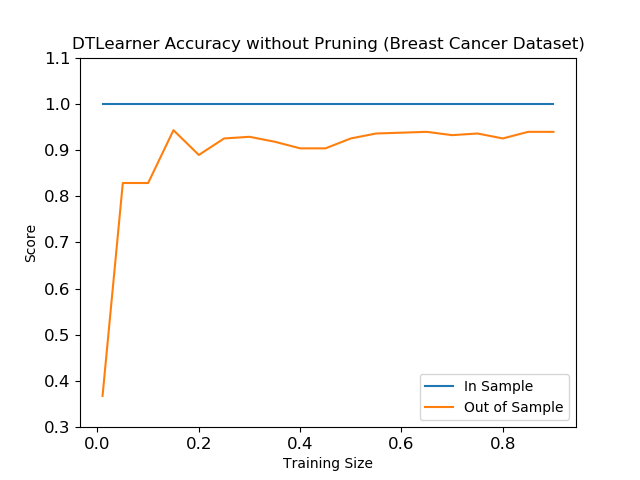 DTLearner Accuracy without Pruning (Breast Cancer Dataset)
1.1
1.0
0.9
0.8
0.7
0.6
0.5
0.4
0.3
Score
In Sample
Out of Sample
0.0 0.2 0.4 0.6 0.8
Training Size